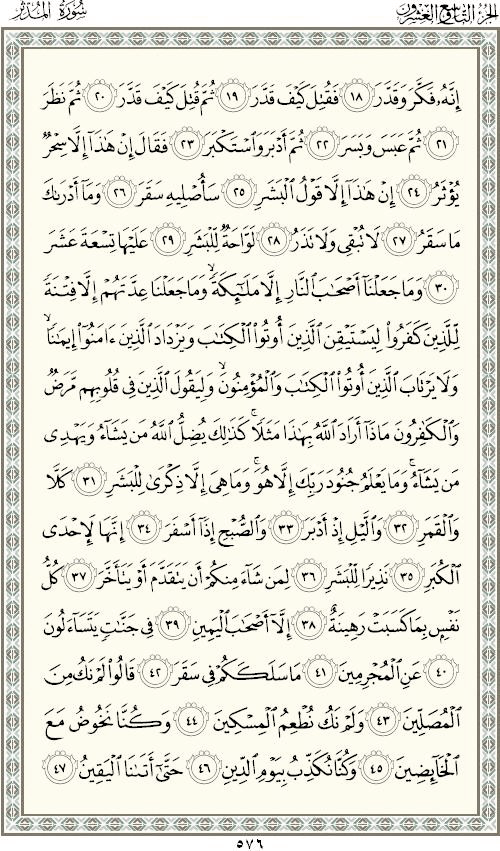 الجزء التاسع والعشرون سورة المدثر
إِنَّهُۥ فَكَّرَ وَقَدَّرَ ١٨ فَقُتِلَ كَيْفَ قَدَّرَ ١٩ ثُمَّ قُتِلَ كَيْفَ قَدَّرَ ٢٠ ثُمَّ نَظَرَ
٢١ ثُمَّ عَبَسَ وَبَسَرَ ٢٢ ثُمَّ أَدْبَرَ وَٱسْتَكْبَرَ ٢٣ فَقَالَ إِنْ هَٰذَآ إِلَّا سِحْرٌ
يُؤْثَرُ ٢٤ إِنْ هَٰذَآ إِلَّا قَوْلُ ٱلْبَشَرِ ٢٥ سَأُصْلِيهِ سَقَرَ ٢٦ وَمَآ أَدْرَىٰكَ
مَا سَقَرُ ٢٧ لَا تُبْقِى وَلَا تَذَرُ ٢٨ لَوَّاحَةٌ لِّلْبَشَرِ ٢٩ عَلَيْهَا تِسْعَةَ عَشَرَ
٣٠ وَمَا جَعَلْنَآ أَصْحَٰبَ ٱلنَّارِ إِلَّا مَلَٰٓئِكَةً ۙ وَمَا جَعَلْنَا عِدَّتَهُمْ إِلَّا فِتْنَةً
لِّلَّذِينَ كَفَرُوا۟ لِيَسْتَيْقِنَ ٱلَّذِينَ أُوتُوا۟ ٱلْكِتَٰبَ وَيَزْدَادَ ٱلَّذِينَ ءَامَنُوٓا۟ إِيمَٰنًا ۙ
وَلَا يَرْتَابَ ٱلَّذِينَ أُوتُوا۟ ٱلْكِتَٰبَ وَٱلْمُؤْمِنُونَ ۙ وَلِيَقُولَ ٱلَّذِينَ فِى قُلُوبِهِم مَّرَضٌ
وَٱلْكَٰفِرُونَ مَاذَآ أَرَادَ ٱللَّهُ بِهَٰذَا مَثَلًا ۚ كَذَٰلِكَ يُضِلُّ ٱللَّهُ مَن يَشَآءُ وَيَهْدِى
مَن يَشَآءُ ۚ وَمَا يَعْلَمُ جُنُودَ رَبِّكَ إِلَّا هُوَ ۚ وَمَا هِىَ إِلَّا ذِكْرَىٰ لِلْبَشَرِ ٣١ كَلَّا
وَٱلْقَمَرِ ٣٢ وَٱلَّيْلِ إِذْ أَدْبَرَ ٣٣ وَٱلصُّبْحِ إِذَآ أَسْفَرَ ٣٤ إِنَّهَا لَإِحْدَى
ٱلْكُبَرِ ٣٥ نَذِيرًا لِّلْبَشَرِ ٣٦ لِمَن شَآءَ مِنكُمْ أَن يَتَقَدَّمَ أَوْ يَتَأَخَّرَ ٣٧ كُلُّ
نَفْسٍۭ بِمَا كَسَبَتْ رَهِينَةٌ ٣٨ إِلَّآ أَصْحَٰبَ ٱلْيَمِينِ ٣٩ فِى جَنَّٰتٍ يَتَسَآءَلُونَ
٤٠ عَنِ ٱلْمُجْرِمِينَ ٤١ مَا سَلَكَكُمْ فِى سَقَرَ ٤٢ قَالُوا۟ لَمْ نَكُ مِنَ
ٱلْمُصَلِّينَ ٤٣ وَلَمْ نَكُ نُطْعِمُ ٱلْمِسْكِينَ ٤٤ وَكُنَّا نَخُوضُ مَعَ
ٱلْخَآئِضِينَ ٤٥ وَكُنَّا نُكَذِّبُ بِيَوْمِ ٱلدِّينِ ٤٦ حَتَّىٰٓ أَتَىٰنَا ٱلْيَقِينُ ٤٧
٥٧٦